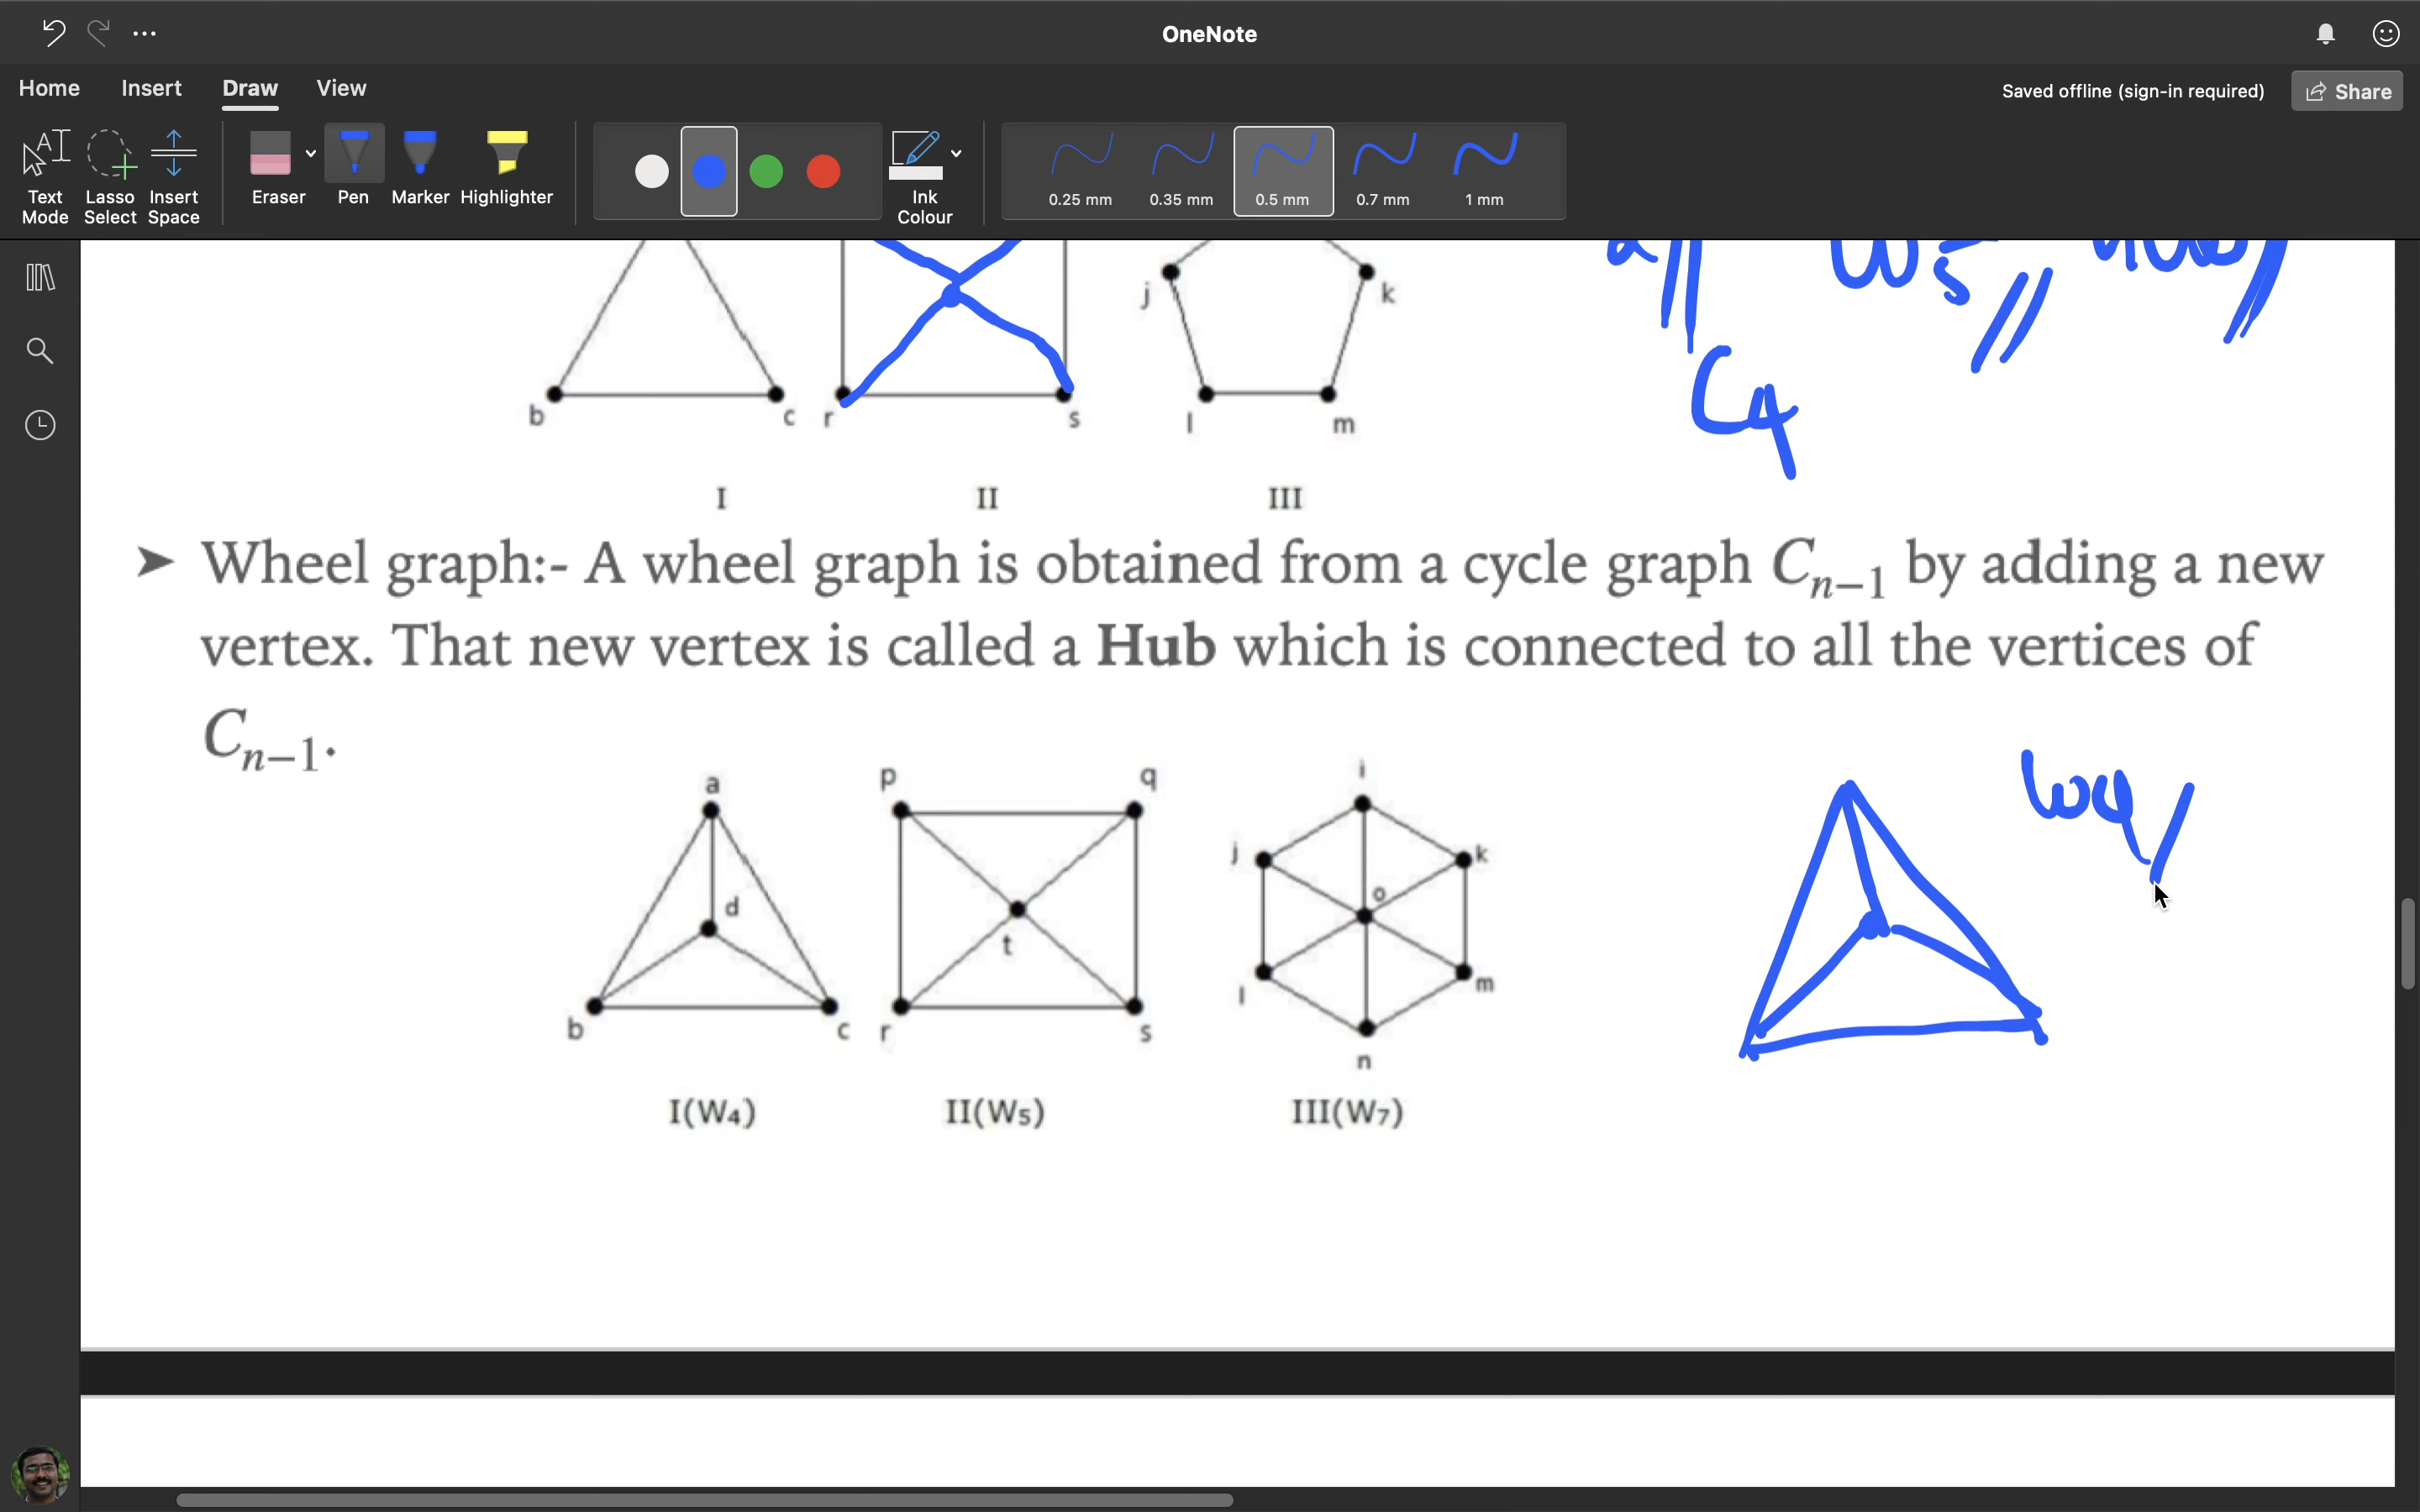 OneNote
Home Insert Draw View
Saved offline (sign-in required) Share
Text Mode
Lasso Select
Insert Space
Eraser Pen Marker Highlighter
Ink Colour
0.25 mm 0.35 mm 0.5 mm 0.7 mm 1 mm
j k
b c r s l m
C4
I II III
➤ Wheel graph:- A wheel graph is obtained from a cycle graph Cn−1 by adding a new
vertex. That new vertex is called a Hub which is connected to all the vertices of
Cn−1.
a p q i
j k
d o
t
l m
b c r s
n
I(W4) II(W5) III(W7)